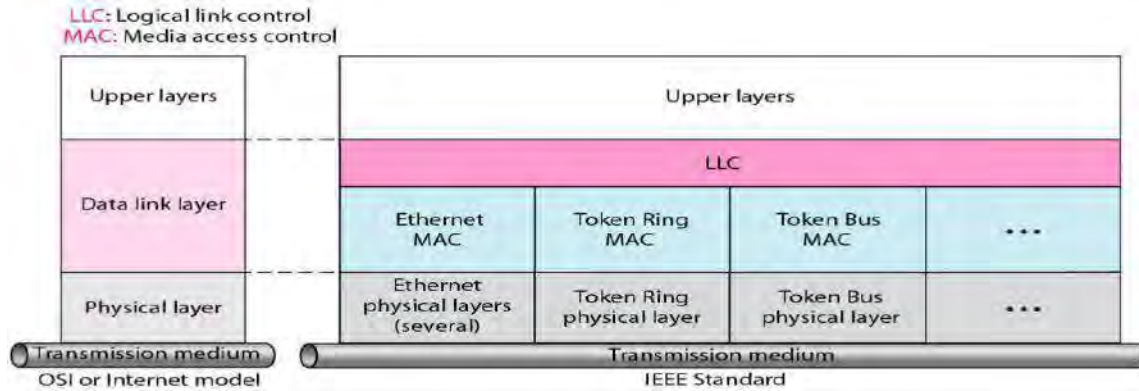 LLC: Logical link control
MAC: Media access control
Upper layers
Data link layer
Physical layer
Transmission medium
OSI or Internet model
Upper layers
LLC
Ethernet
MAC
Token Ring
MAC
Token Bus
MAC
...
Ethernet
physical layers
(several)
Token Ring
physical layer
Token Bus
physical layer
...
Transmission medium
IEEE Standard